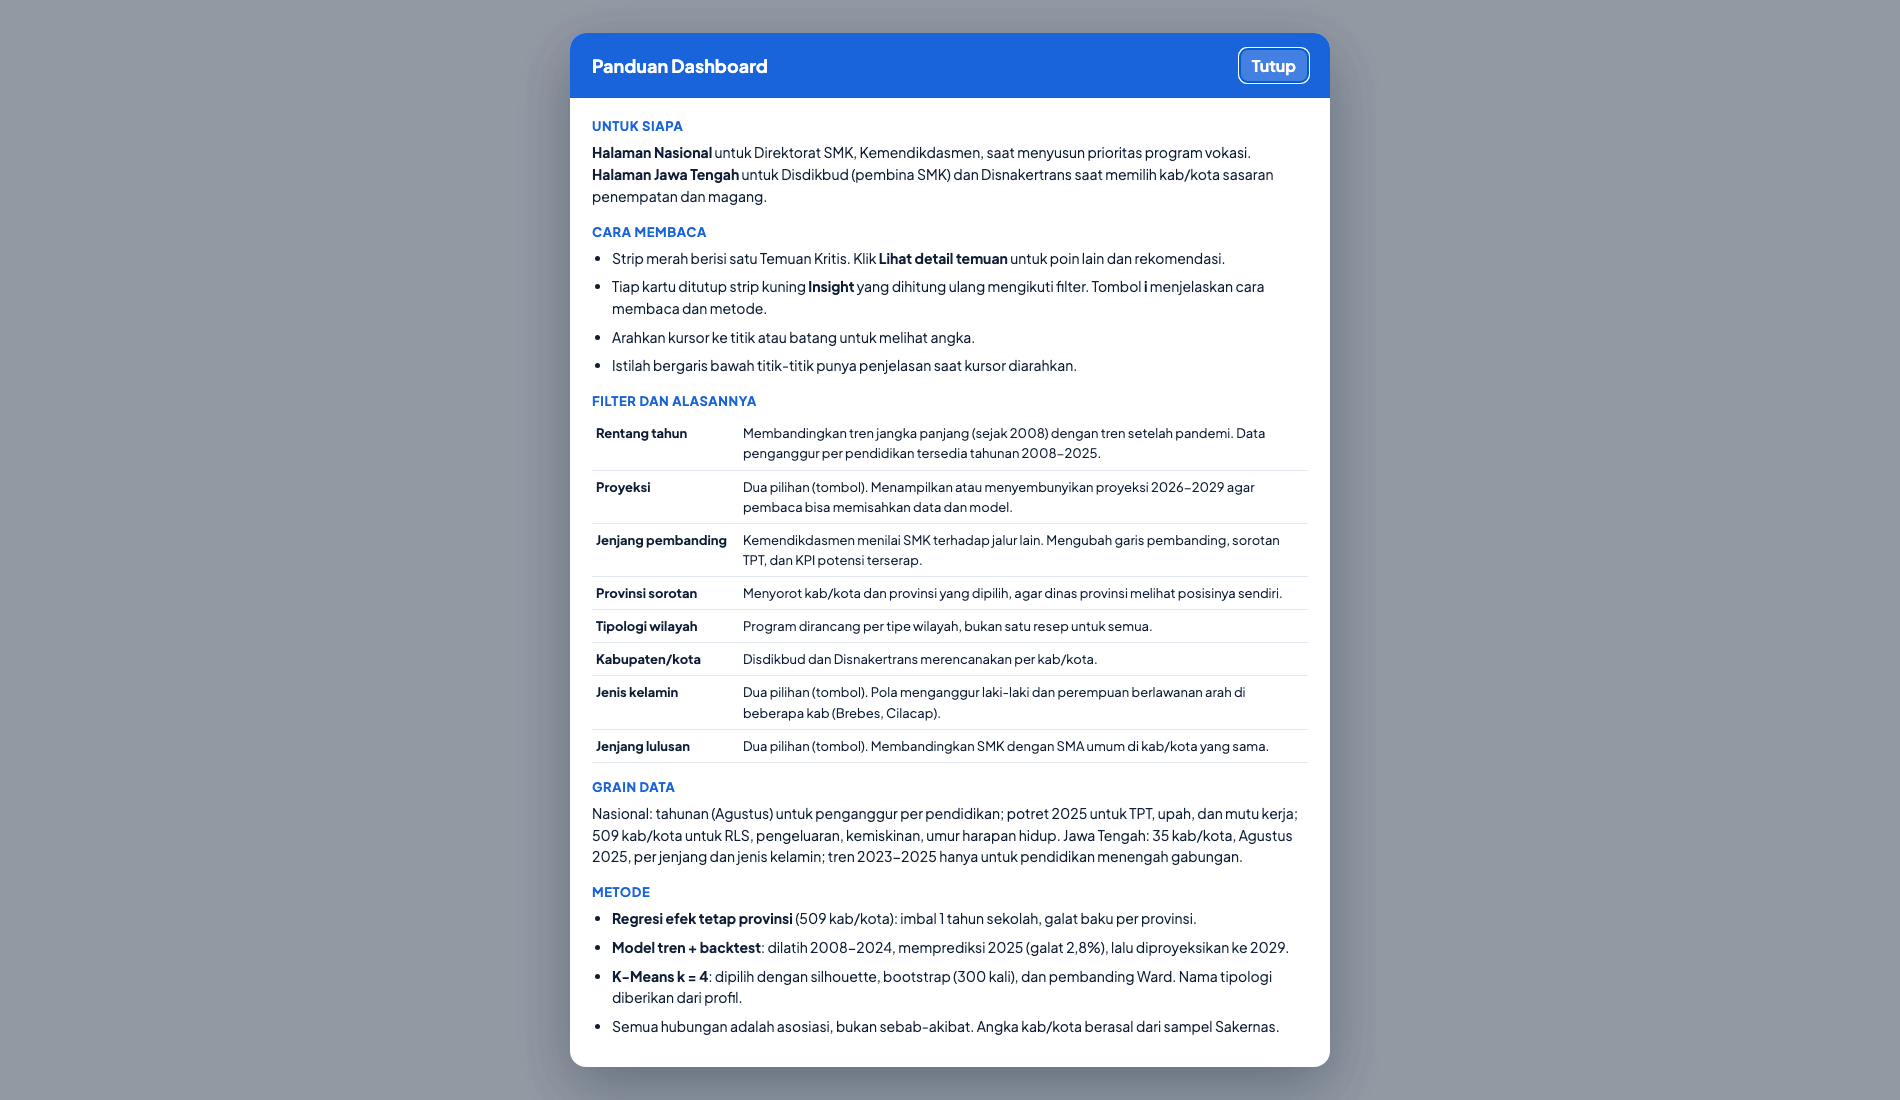 Panduan Dashboard
Tutup
UNTUK SIAPA
Halaman Nasional untuk Direktorat SMK, Kemendikdasmen, saat menyusun prioritas program vokasi.
Halaman Jawa Tengah untuk Disdikbud (pembina SMK) dan Disnakertrans saat memilih kab/kota sasaran
penempatan dan magang.
CARA MEMBACA
• Strip merah berisi satu Temuan Kritis. Klik Lihat detail temuan untuk poin lain dan rekomendasi.
• Tiap kartu ditutup strip kuning Insight yang dihitung ulang mengikuti filter. Tombol i menjelaskan cara
membaca dan metode.
• Arahkan kursor ke titik atau batang untuk melihat angka.
• Istilah bergaris bawah titik-titik punya penjelasan saat kursor diarahkan.
FILTER DAN ALASANNYA
Rentang tahun Membandingkan tren jangka panjang (sejak 2008) dengan tren setelah pandemi. Data
penganggur per pendidikan tersedia tahunan 2008–2025.
Proyeksi Dua pilihan (tombol). Menampilkan atau menyembunyikan proyeksi 2026–2029 agar
pembaca bisa memisahkan data dan model.
Jenjang pembanding Kemendikdasmen menilai SMK terhadap jalur lain. Mengubah garis pembanding, sorotan
TPT, dan KPI potensi terserap.
Provinsi sorotan Menyorot kab/kota dan provinsi yang dipilih, agar dinas provinsi melihat posisinya sendiri.
Tipologi wilayah Program dirancang per tipe wilayah, bukan satu resep untuk semua.
Kabupaten/kota Disdikbud dan Disnakertrans merencanakan per kab/kota.
Jenis kelamin Dua pilihan (tombol). Pola menganggur laki-laki dan perempuan berlawanan arah di
beberapa kab (Brebes, Cilacap).
Jenjang lulusan Dua pilihan (tombol). Membandingkan SMK dengan SMA umum di kab/kota yang sama.
GRAIN DATA
Nasional: tahunan (Agustus) untuk penganggur per pendidikan; potret 2025 untuk TPT, upah, dan mutu kerja;
509 kab/kota untuk RLS, pengeluaran, kemiskinan, umur harapan hidup. Jawa Tengah: 35 kab/kota, Agustus
2025, per jenjang dan jenis kelamin; tren 2023–2025 hanya untuk pendidikan menengah gabungan.
METODE
• Regresi efek tetap provinsi (509 kab/kota): imbal 1 tahun sekolah, galat baku per provinsi.
• Model tren + backtest: dilatih 2008–2024, memprediksi 2025 (galat 2,8%), lalu diproyeksikan ke 2029.
• K-Means k = 4: dipilih dengan silhouette, bootstrap (300 kali), dan pembanding Ward. Nama tipologi
diberikan dari profil.
• Semua hubungan adalah asosiasi, bukan sebab-akibat. Angka kab/kota berasal dari sampel Sakernas.